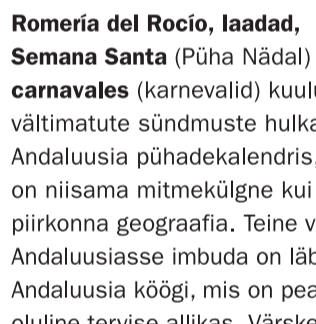 Romería del Rocío, laadad,
Semana Santa (Püha Nädal)
carnavales (karnevalid)
vältimatute sündmuste
Andaluusia pühadekalendris,
on niisama mitmekülgne kui
piirkonna geograafia. Teine
Andaluusiasse imbuda on
Andaluusia köögi, mis on
oluline tervise allikas. Värske